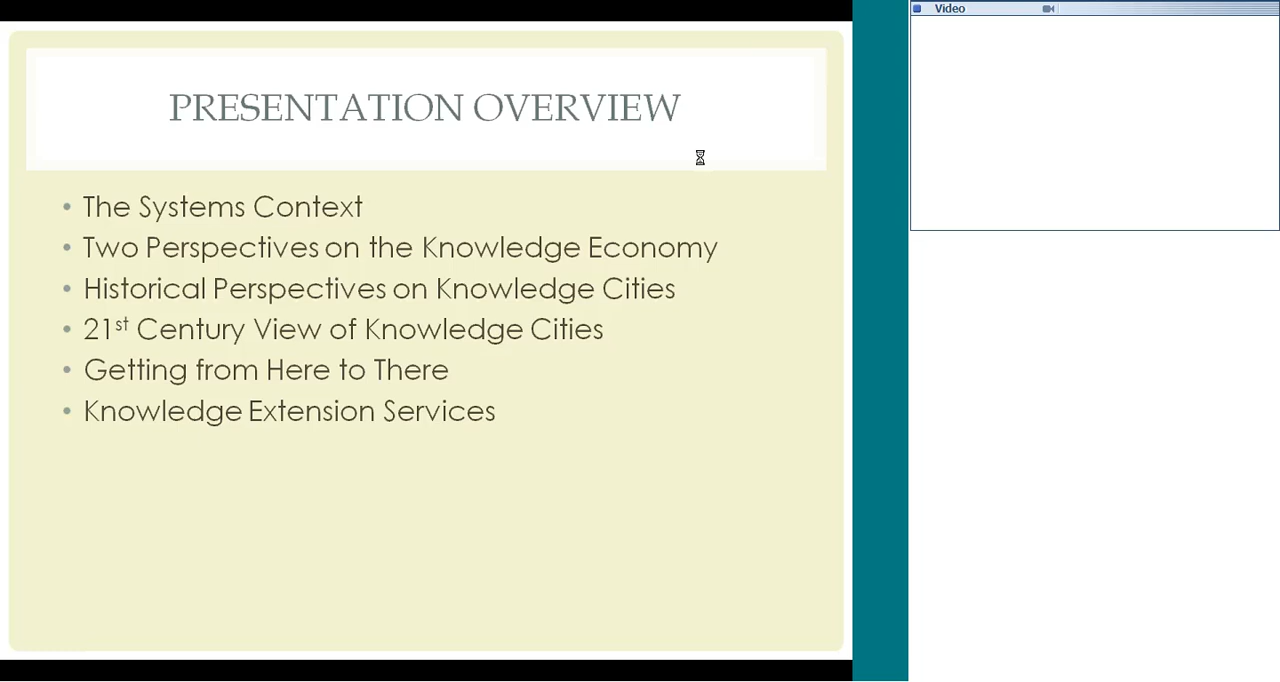 PRESENTATION OVERVIEW
• The Systems Context
• Two Perspectives on the Knowledge Economy
• Historical Perspectives on Knowledge Cities
• 21st Century View of Knowledge Cities
• Getting from Here to There
• Knowledge Extension Services
Video